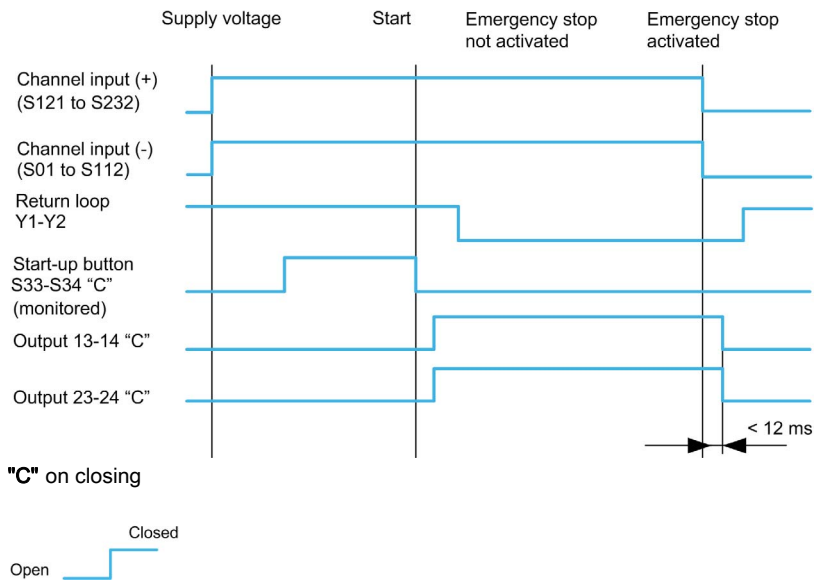 Supply voltage
Start
Emergency stop
not activated
Emergency stop
activated
Channel input (+)
(S121 to S232)
Channel input (-)
(S01 to S112)
Return loop
Y1-Y2
Start-up button
S33-S34 “C”
(monitored)
Output 13-14 “C”
Output 23-24 “C”
< 12 ms
"C" on closing
Closed
Open